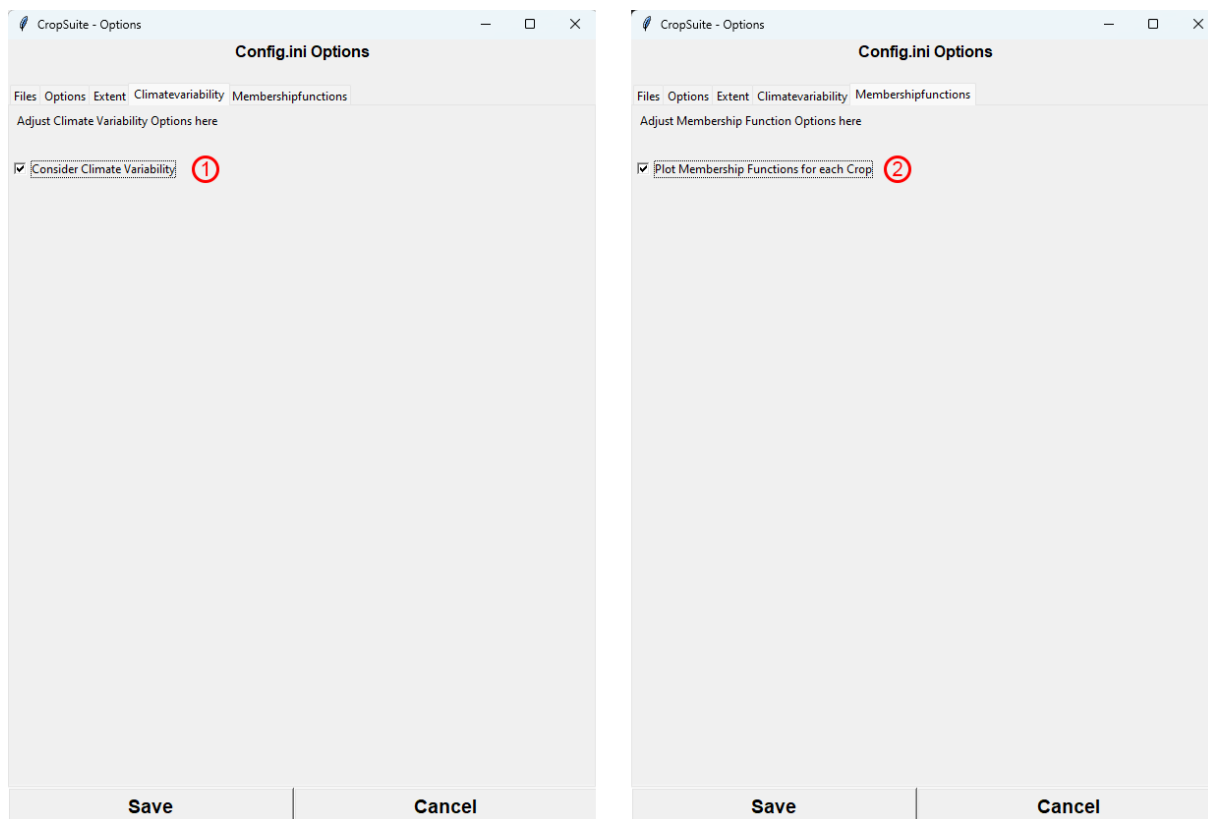 CropSuite - Options
Config.ini Options
Files Options Extent Climatevariability Membershipfunctions
Adjust Climate Variability Options here
Consider Climate Variability 1
Save Cancel
CropSuite - Options
Config.ini Options
Files Options Extent Climatevariability Membershipfunctions
Adjust Membership Function Options here
Plot Membership Functions for each Crop 2
Save Cancel